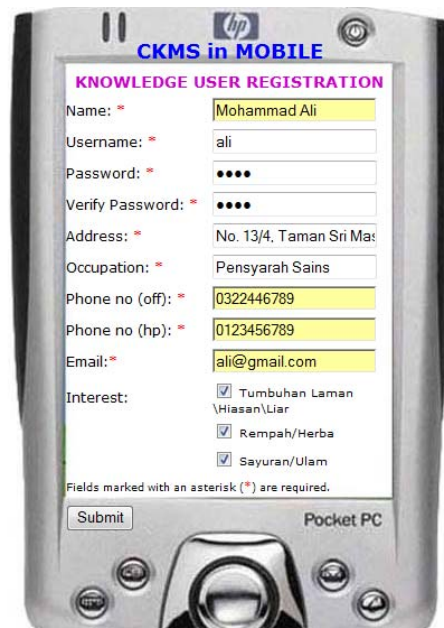 hp
CKMS in MOBILE
KNOWLEDGE USER REGISTRATION
Name: * Mohammad Ali
Username: * ali
Password: * ••••
Verify Password: * ••••
Address: * No. 13/4, Taman Sri Mas
Occupation: * Pensyarah Sains
Phone no (off): * 0322446789
Phone no (hp): * 0123456789
Email:* ali@gmail.com
Interest: Tumbuhan Laman
\Hiasan\Liar
Rempah/Herba
Sayuran/Ulam
Fields marked with an asterisk (*) are required.
Submit Pocket PC